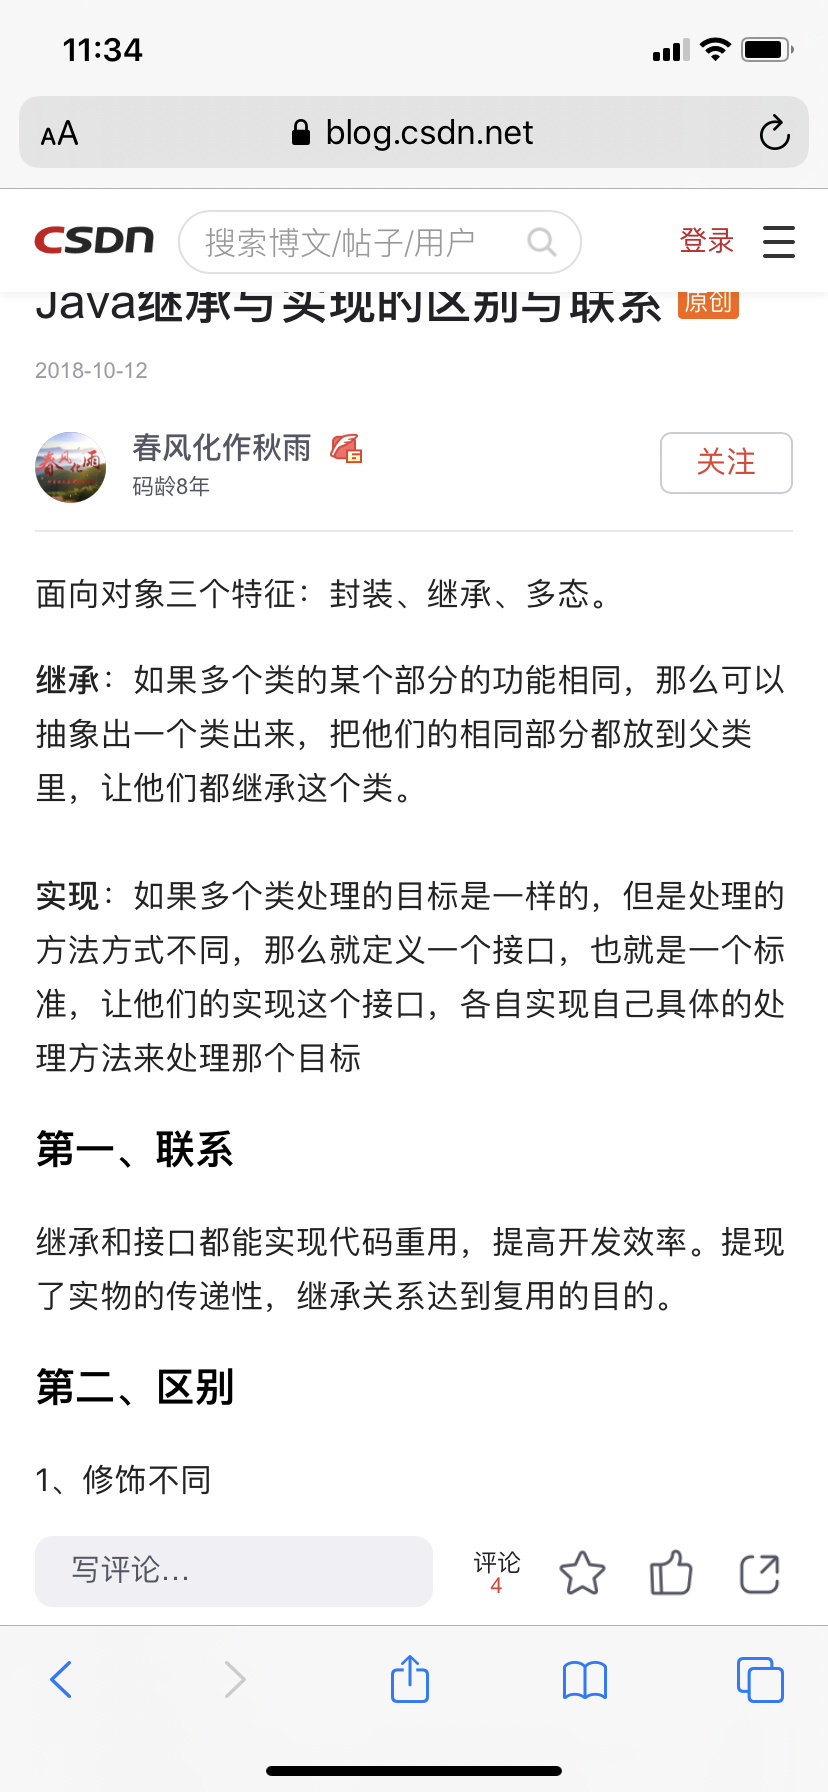 11:34
AA blog.csdn.net
CSDN 搜索博文/帖子/用户 登录
Java继承与实现的区别与联系 原创
2018-10-12
春风化作秋雨
码龄8年
关注
面向对象三个特征：封装、继承、多态。
继承：如果多个类的某个部分的功能相同，那么可以
抽象出一个类出来，把他们的相同部分都放到父类
里，让他们都继承这个类。
实现：如果多个类处理的目标是一样的，但是处理的
方法方式不同，那么就定义一个接口，也就是一个标
准，让他们的实现这个接口，各自实现自己具体的处
理方法来处理那个目标
第一、联系
继承和接口都能实现代码重用，提高开发效率。提现
了实物的传递性，继承关系达到复用的目的。
第二、区别
1、修饰不同
写评论... 评论
4